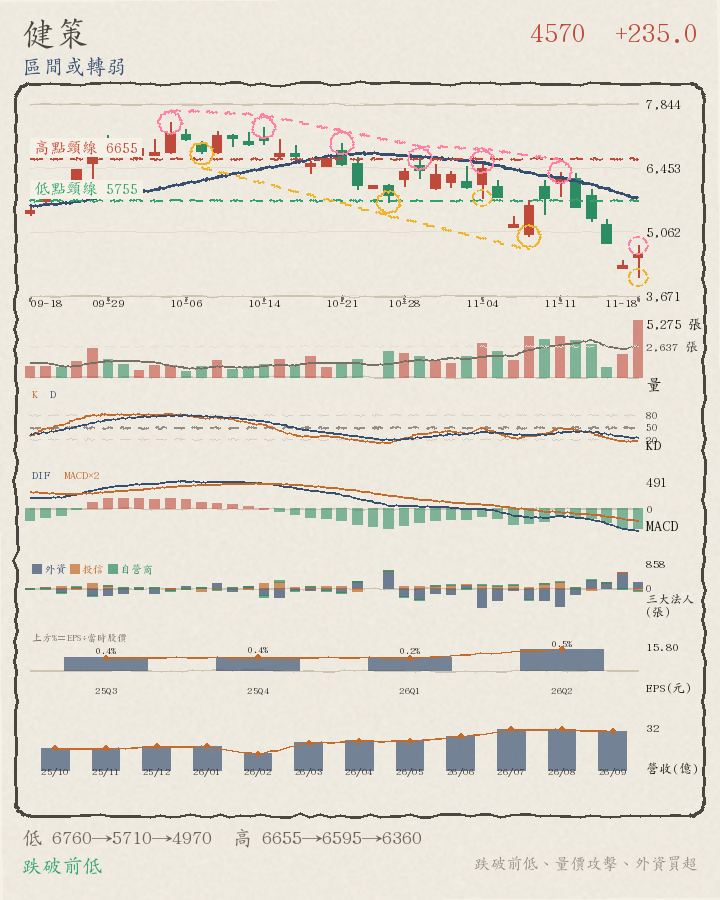 健策
4570 +235.0
區間或轉弱
7,844
高點頸線 6655
6,453
低點頸線 5755
5,062
3,671
09-18 09-29 10-06 10-14 10-21 10-28 11-04 11-11 11-18
5,275 張
2,637 張
量
K D
80
50
20
KD
DIF MACD×2
491
0
MACD
外資 投信 自營商
858
0
三大法人
(張)
上方%=EPS÷當時股價
0.4% 0.4% 0.2% 0.5%
15.80
25Q3 25Q4 26Q1 26Q2
EPS(元)
32
25/10 25/11 25/12 26/01 26/02 26/03 26/04 26/05 26/06 26/07 26/08 26/09
營收(億)
低 6760→5710→4970 高 6655→6595→6360
跌破前低
跌破前低、量價攻擊、外資買超